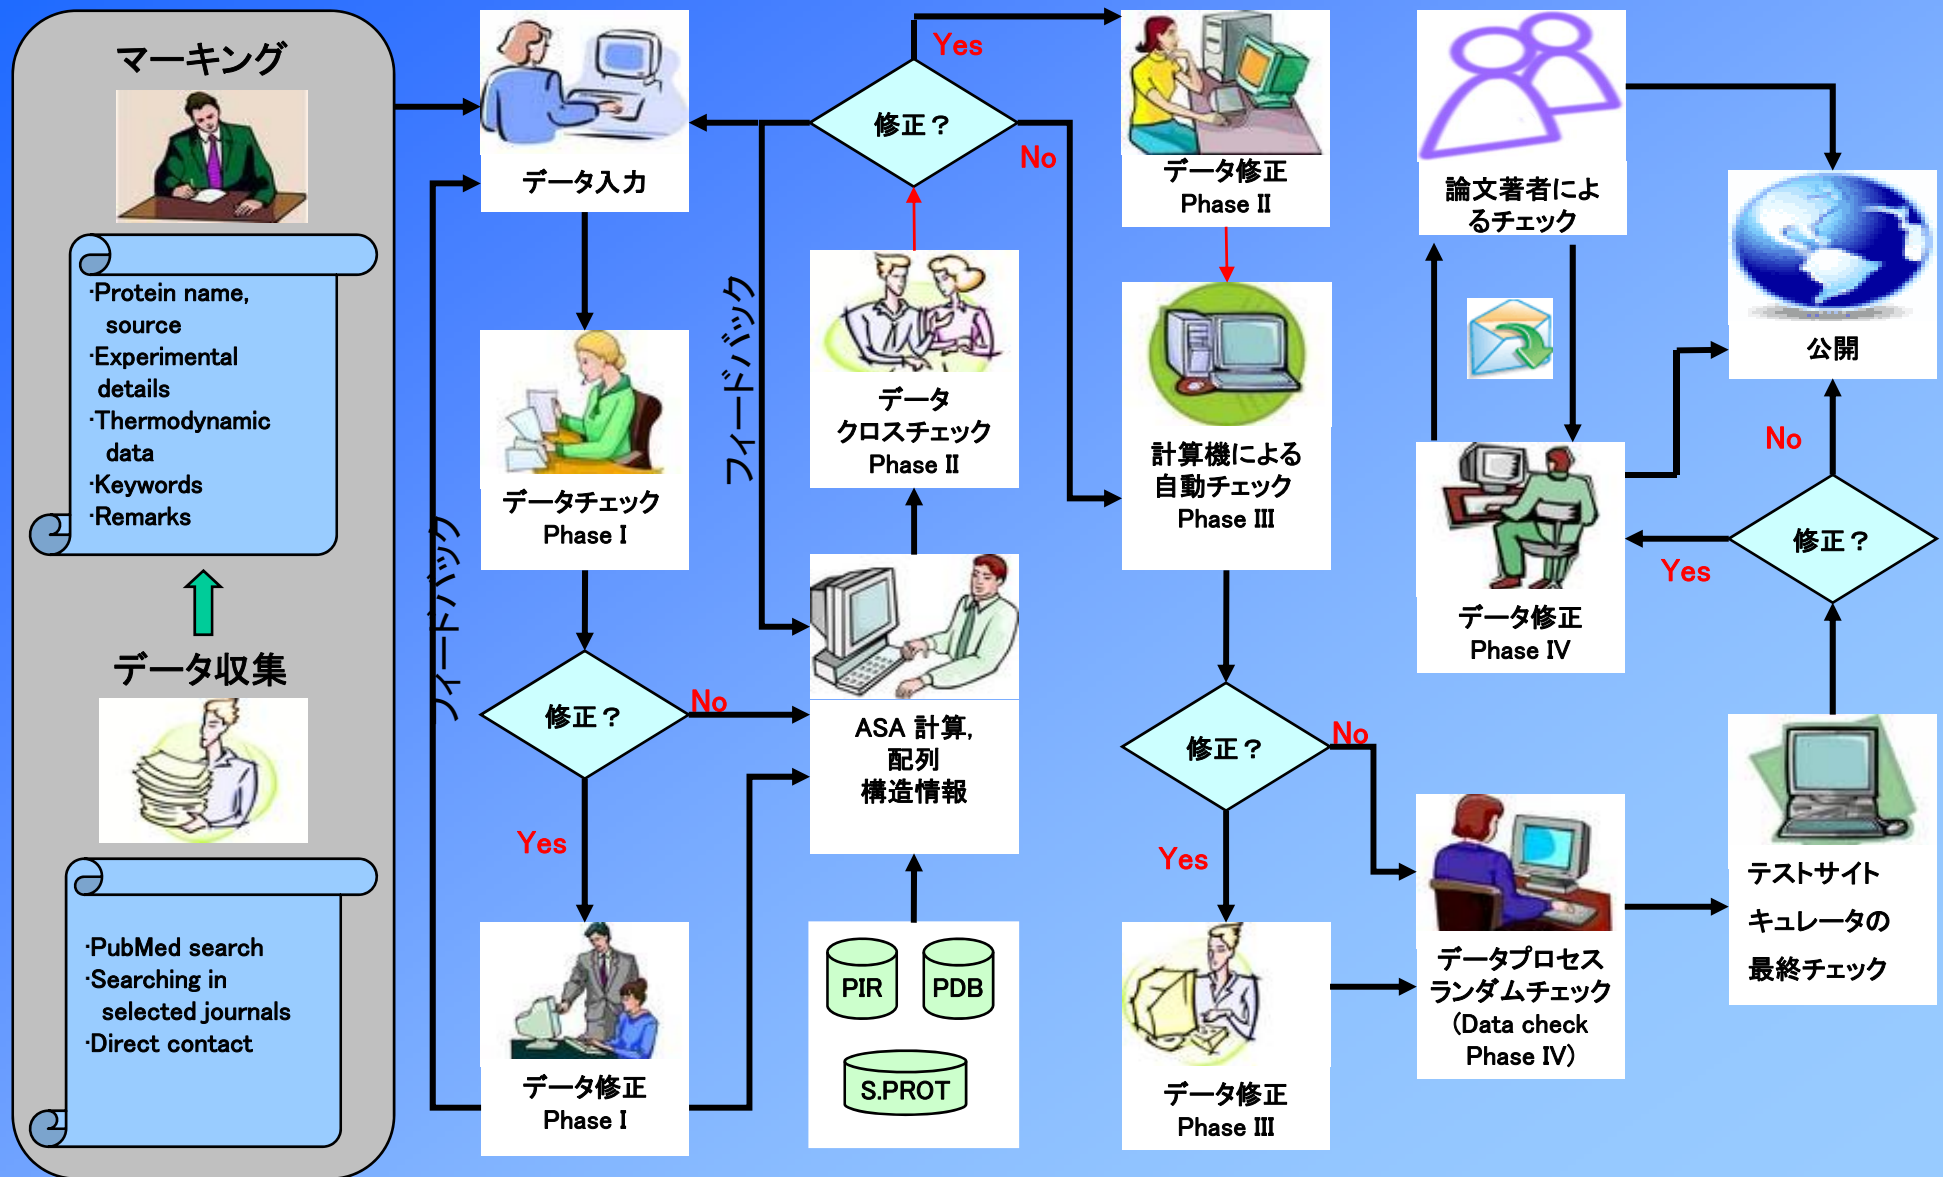 マーキング
·Protein name,
source
·Experimental
details
·Thermodynamic
data
·Keywords
·Remarks
データ収集
·PubMed search
·Searching in
selected journals
·Direct contact
データ入力
フィードバック
データチェック
Phase I
修正？
No
Yes
データ修正
Phase I
フィードバック
修正？
Yes
No
データ
クロスチェック
Phase II
ASA 計算,
配列
構造情報
PIR
PDB
S.PROT
データ修正
Phase II
計算機による
自動チェック
Phase III
修正？
No
Yes
データ修正
Phase III
論文著者によ
るチェック
データ修正
Phase IV
データプロセス
ランダムチェック
(Data check
Phase IV)
公開
No
修正？
Yes
テストサイト
キュレータの
最終チェック